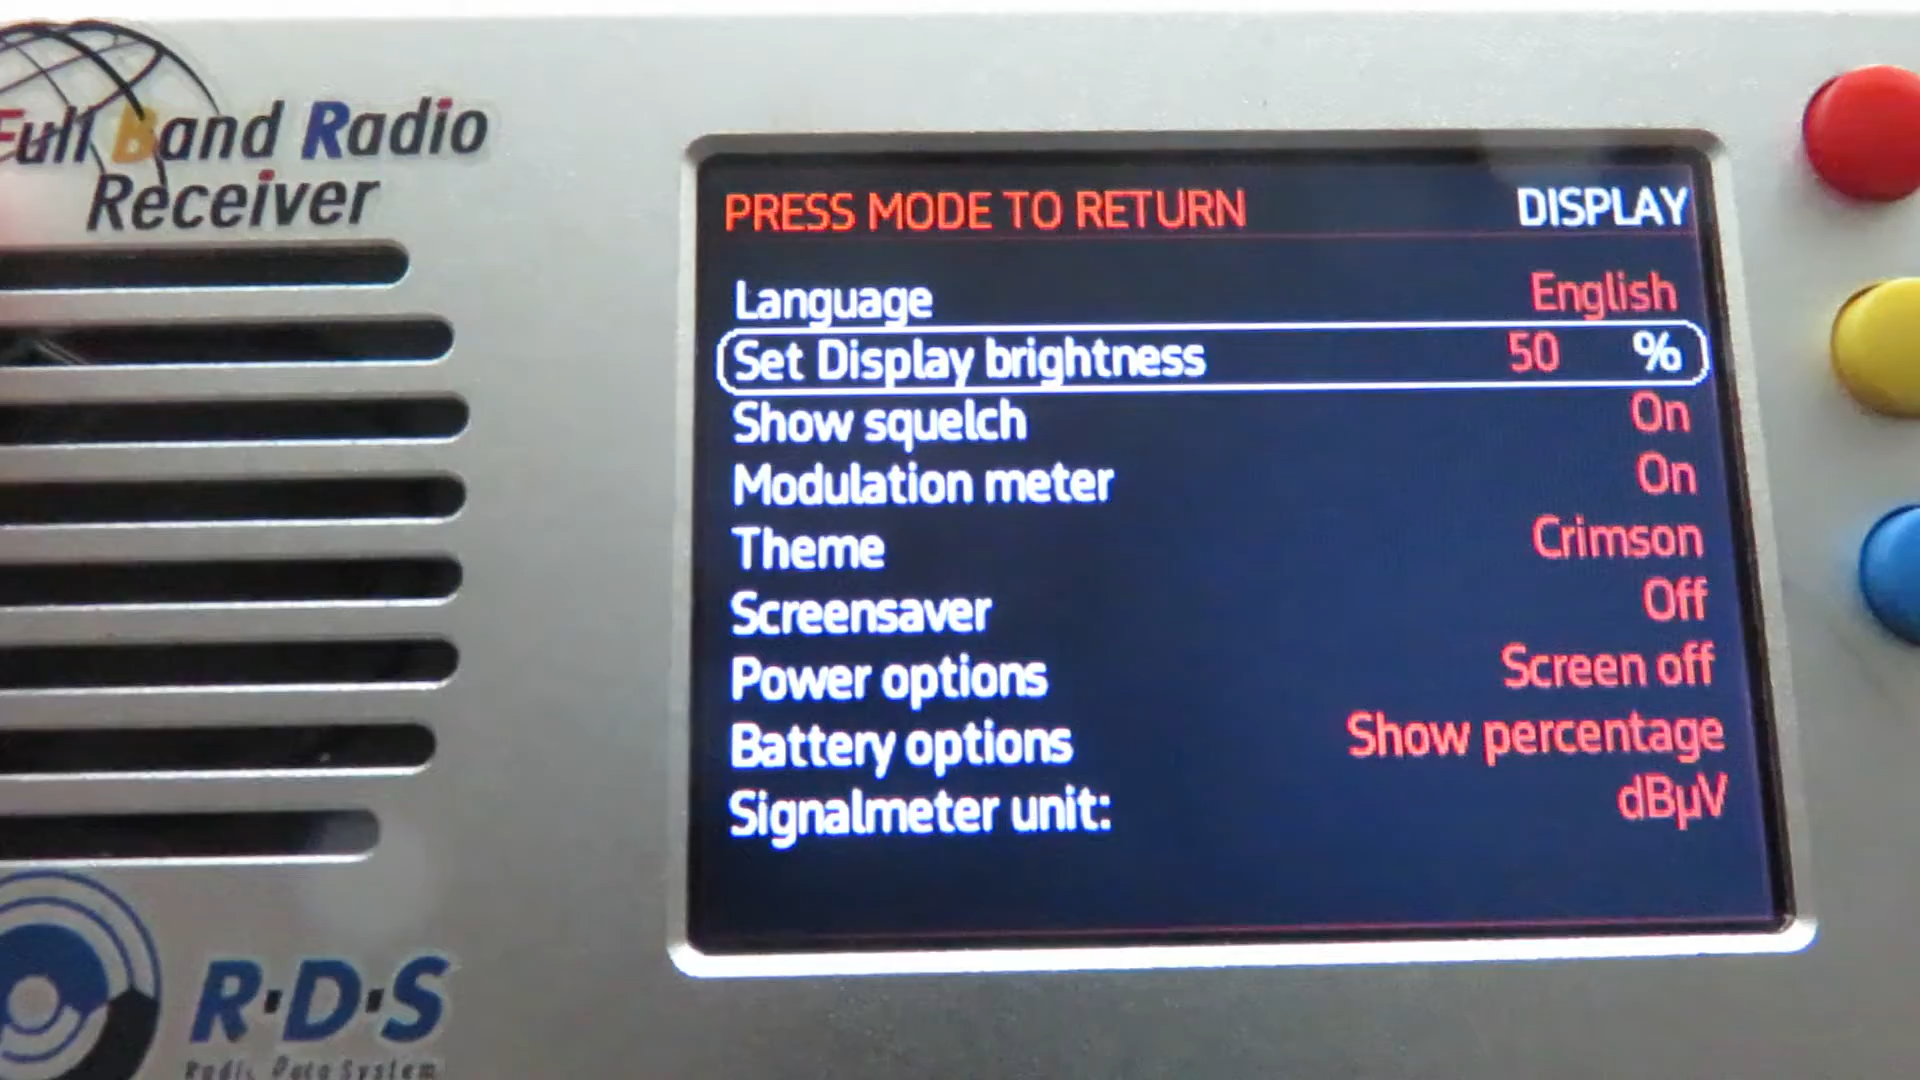 Full Band Radio
Receiver
PRESS MODE TO RETURN DISPLAY
Language English
Set Display brightness 50 %
Show squelch On
Modulation meter On
Theme Crimson
Screensaver Off
Power options Screen off
Battery options Show percentage
Signalmeter unit: dBµV
R·D·S
Radio Data System